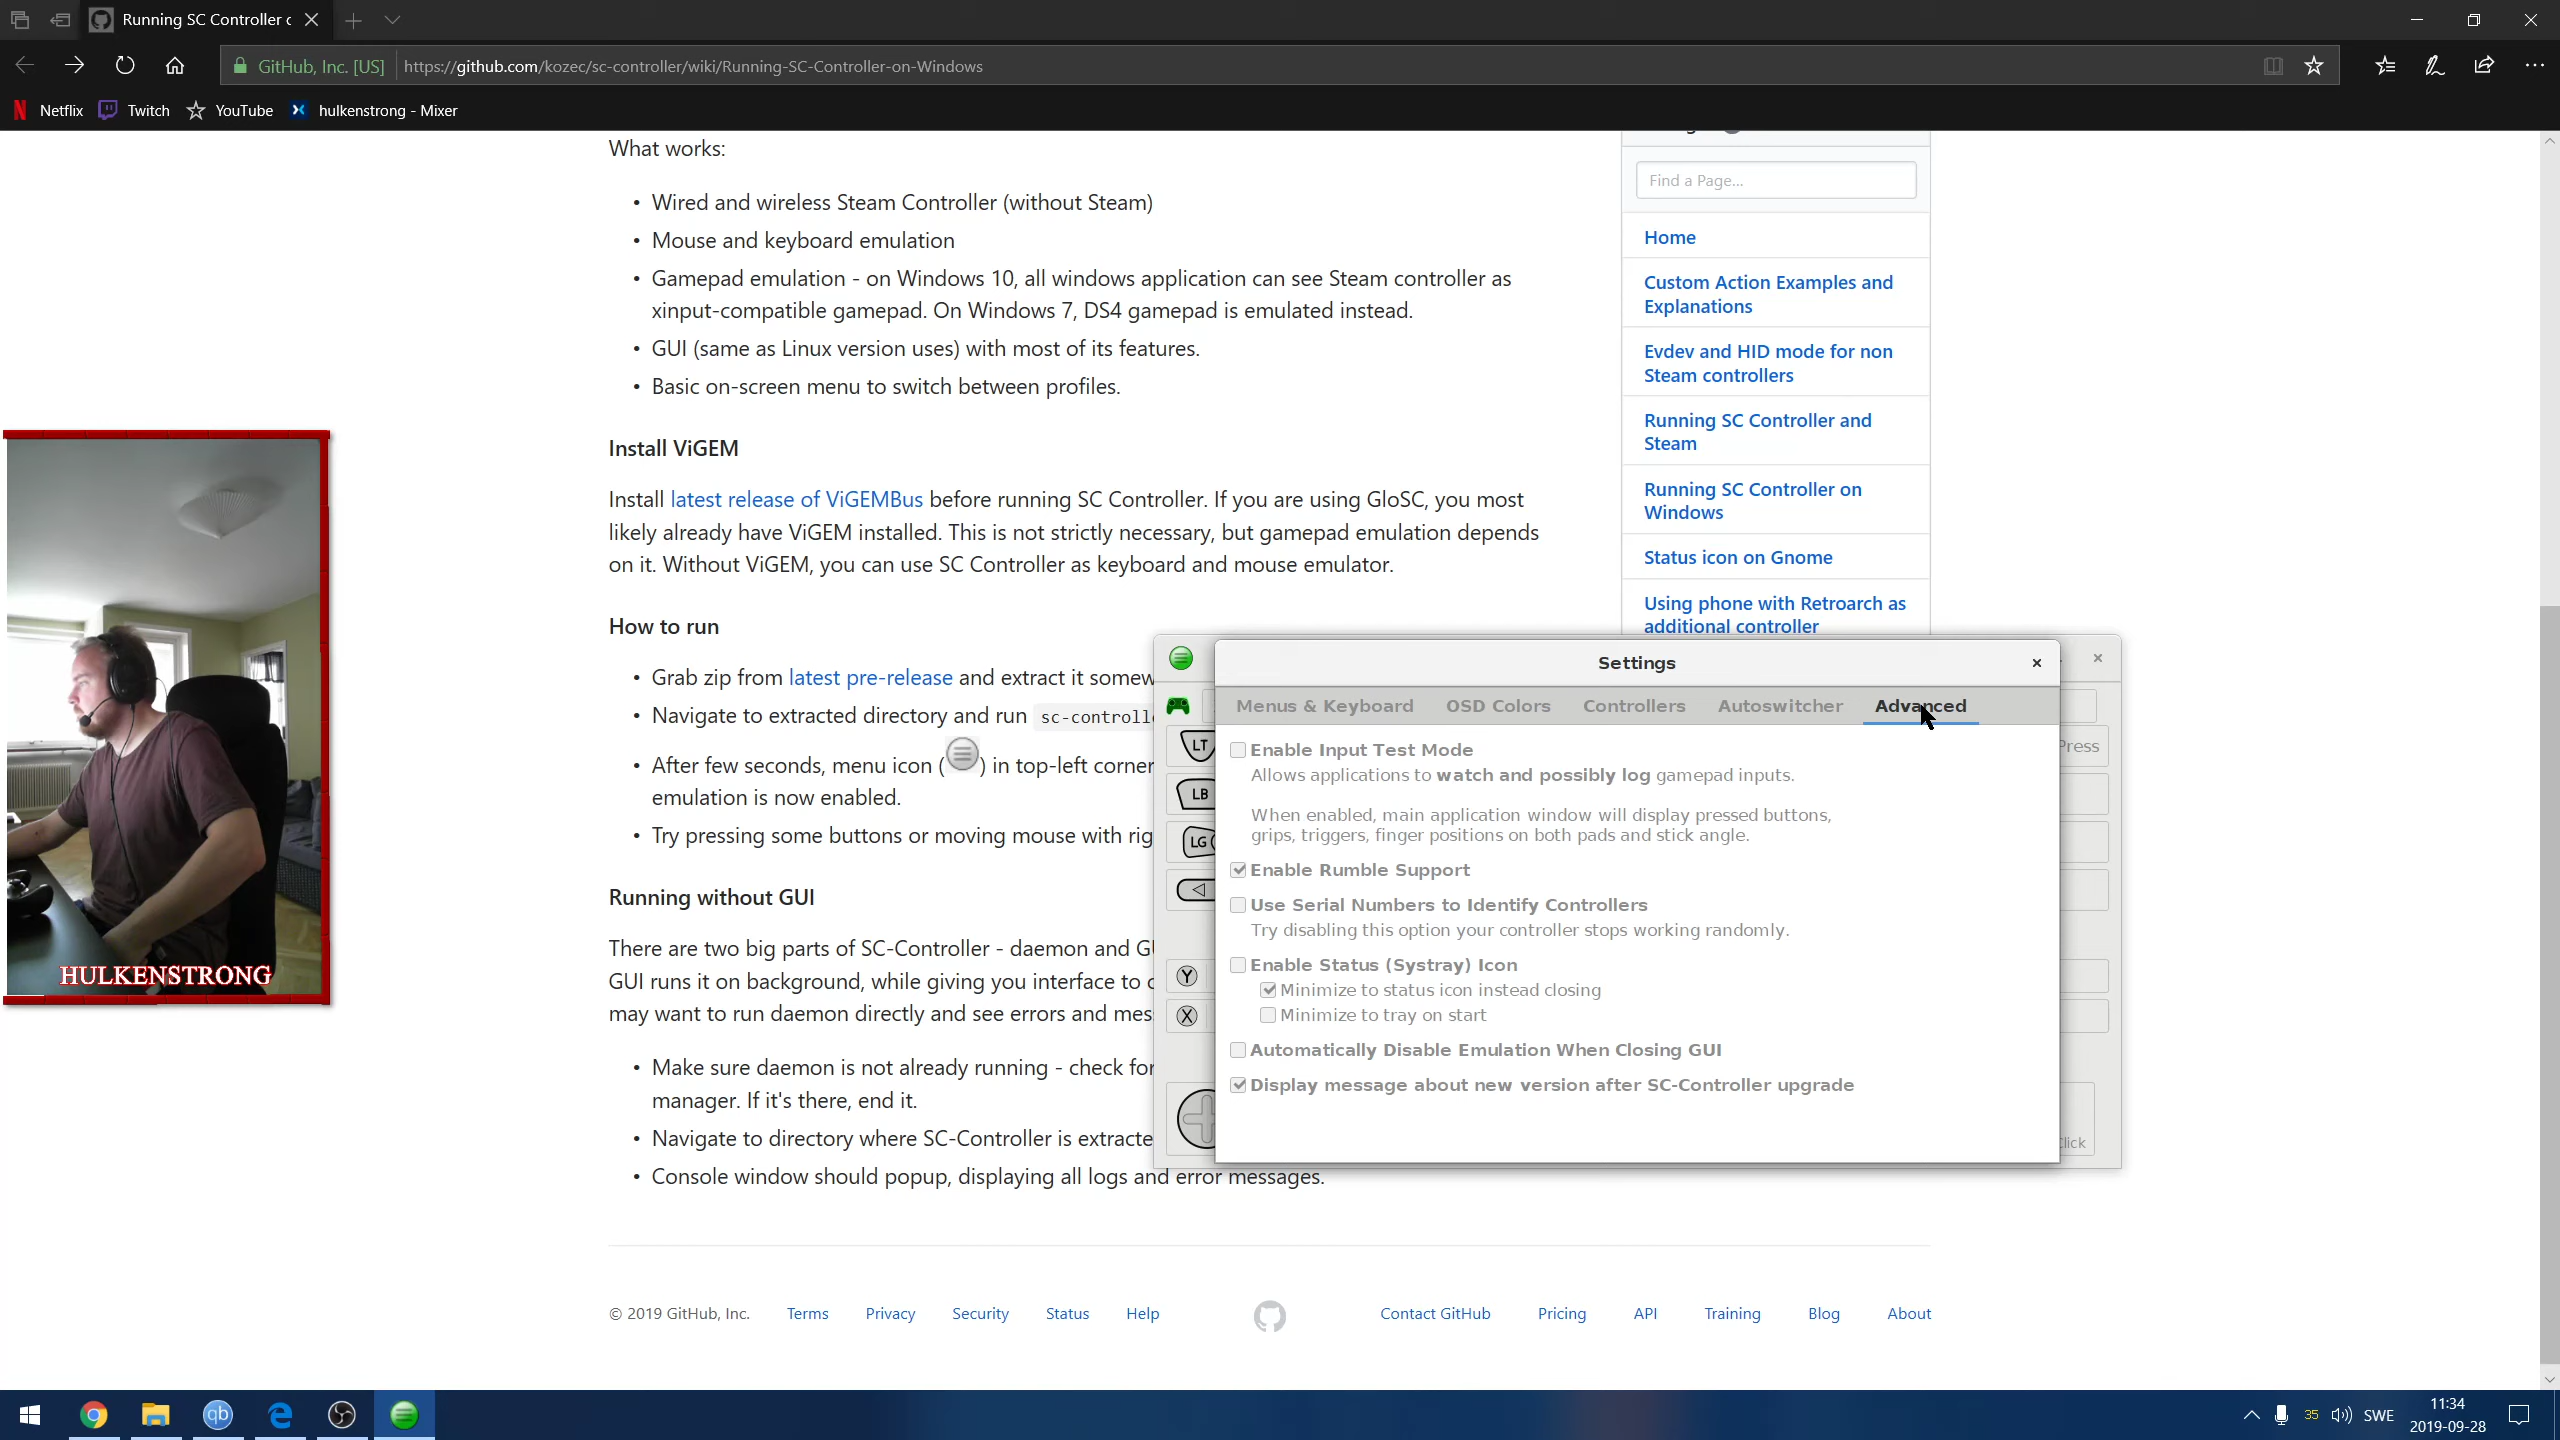 Running SC Controller c
GitHub, Inc. [US]
https://github.com/kozec/sc-controller/wiki/Running-SC-Controller-on-Windows
Netflix
Twitch
YouTube
hulkenstrong - Mixer
What works:
• Wired and wireless Steam Controller (without Steam)
• Mouse and keyboard emulation
• Gamepad emulation - on Windows 10, all windows application can see Steam controller as
xinput-compatible gamepad. On Windows 7, DS4 gamepad is emulated instead.
• GUI (same as Linux version uses) with most of its features.
• Basic on-screen menu to switch between profiles.
Install ViGEM
Install latest release of ViGEMBus before running SC Controller. If you are using GloSC, you most
likely already have ViGEM installed. This is not strictly necessary, but gamepad emulation depends
on it. Without ViGEM, you can use SC Controller as keyboard and mouse emulator.
How to run
• Grab zip from latest pre-release and extract it somew
• Navigate to extracted directory and run sc-controll
• After few seconds, menu icon ( ) in top-left corner
emulation is now enabled.
• Try pressing some buttons or moving mouse with rig
Running without GUI
There are two big parts of SC-Controller - daemon and GU
GUI runs it on background, while giving you interface to c
may want to run daemon directly and see errors and mes
• Make sure daemon is not already running - check for
manager. If it's there, end it.
• Navigate to directory where SC-Controller is extracte
• Console window should popup, displaying all logs and error messages.
Find a Page...
Home
Custom Action Examples and
Explanations
Evdev and HID mode for non
Steam controllers
Running SC Controller and
Steam
Running SC Controller on
Windows
Status icon on Gnome
Using phone with Retroarch as
additional controller
Settings
Menus & Keyboard
OSD Colors
Controllers
Autoswitcher
Advanced
Enable Input Test Mode
Allows applications to watch and possibly log gamepad inputs.
When enabled, main application window will display pressed buttons,
grips, triggers, finger positions on both pads and stick angle.
Enable Rumble Support
Use Serial Numbers to Identify Controllers
Try disabling this option your controller stops working randomly.
Enable Status (Systray) Icon
Minimize to status icon instead closing
Minimize to tray on start
Automatically Disable Emulation When Closing GUI
Display message about new version after SC-Controller upgrade
LT
LB
LG
Y
X
Press
Click
HULKENSTRONG
© 2019 GitHub, Inc.
Terms
Privacy
Security
Status
Help
Contact GitHub
Pricing
API
Training
Blog
About
qb
35
SWE
11:34
2019-09-28